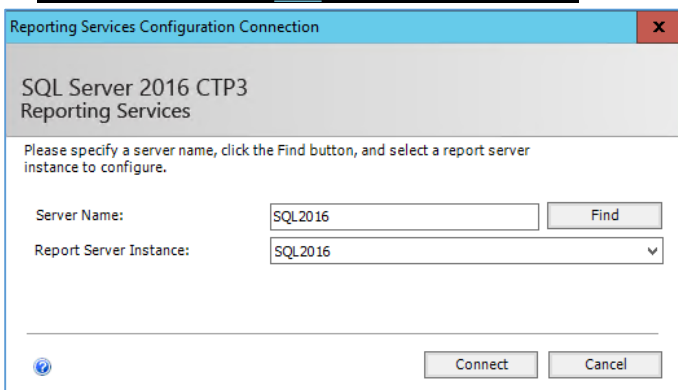 Reporting Services Configuration Connection
x
SQL Server 2016 CTP3
Reporting Services
Please specify a server name, click the Find button, and select a report server
instance to configure.
Server Name:
SQL2016
Find
Report Server Instance:
SQL2016
?
Connect
Cancel